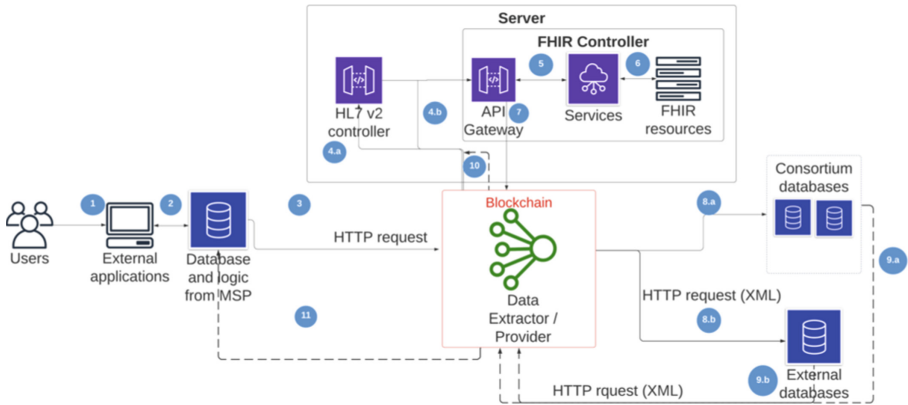 Server
FHIR Controller
5
6
HL7 v2
controller
4.b
API
Gateway
7
Services
FHIR
resources
4.a
10
Consortium
databases
1
2
3
Blockchain
8.a
HTTP request
Users
External
applications
Database
and logic
from MSP
9.a
Data
Extractor /
Provider
HTTP request (XML)
11
8.b
External
databases
9.b
HTTP rquest (XML)